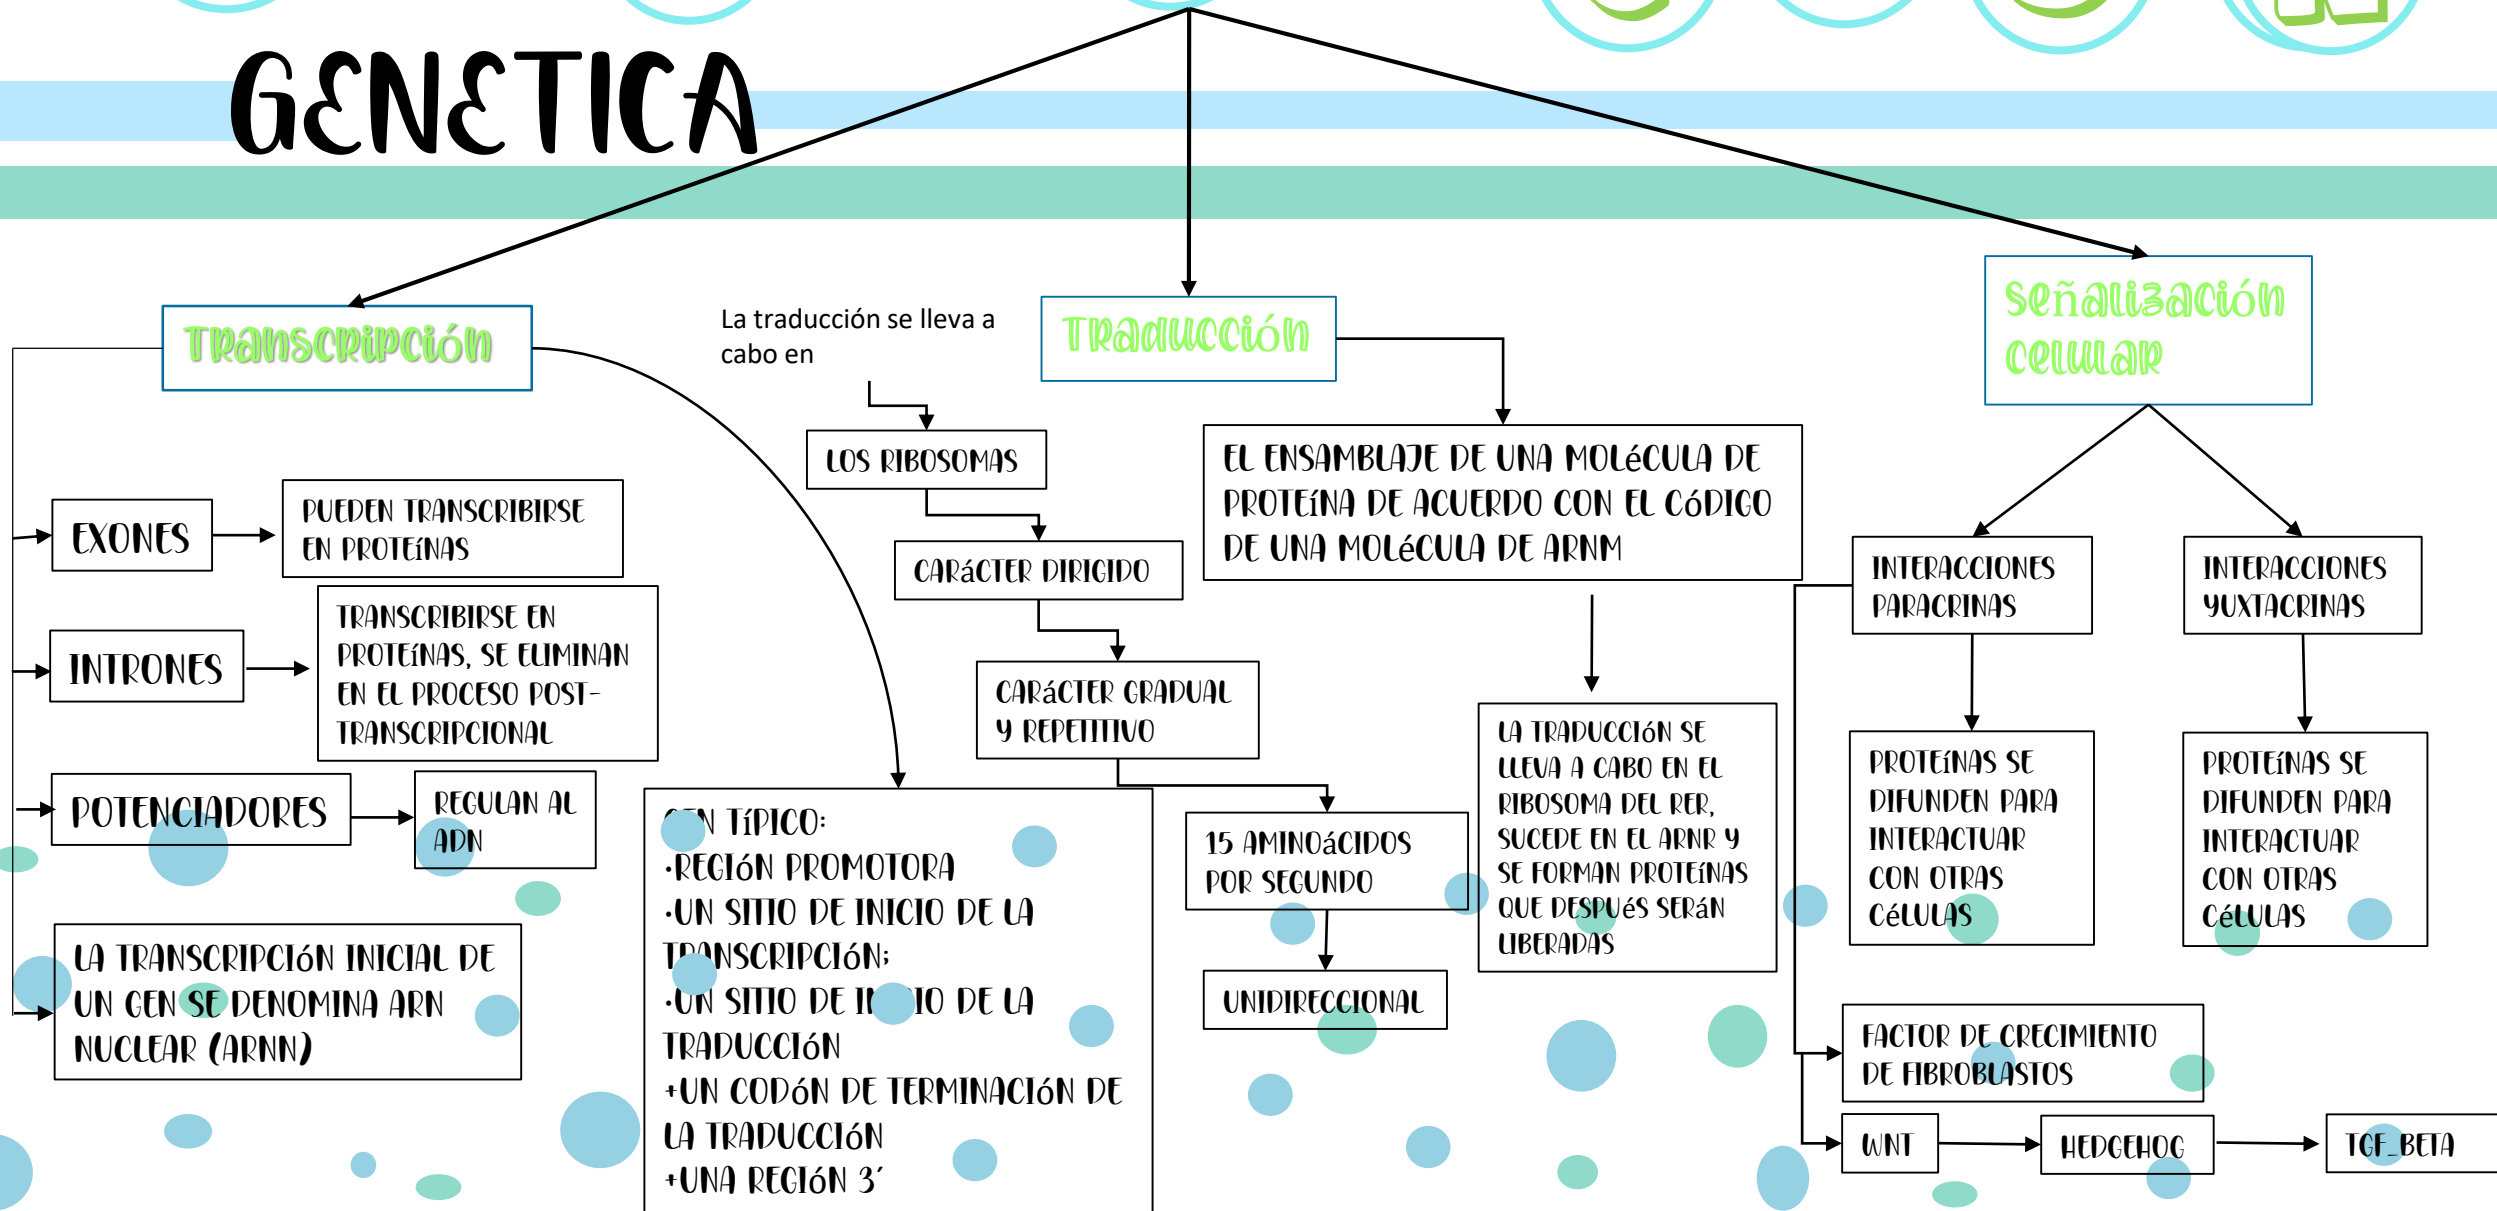 GENETICA
Transcripción
EXONES
PUEDEN TRANSCRIBIRSE
EN PROTEÍNAS
INTRONES
TRANSCRIBIRSE EN
PROTEÍNAS, SE ELIMINAN
EN EL PROCESO POST-
TRANSCRIPCIONAL
POTENCIADORES
REGULAN AL
ADN
LA TRANSCRIPCIÓN INICIAL DE
UN GEN SE DENOMINA ARN
NUCLEAR (ARNN)
GEN TÍPICO:
·REGIÓN PROMOTORA
·UN SITIO DE INICIO DE LA
TRANSCRIPCIÓN;
·UN SITIO DE INICIO DE LA
TRADUCCIÓN
+UN CODÓN DE TERMINACIÓN DE
LA TRADUCCIÓN
+UNA REGIÓN 3´
La traducción se lleva a
cabo en
LOS RIBOSOMAS
CARÁCTER DIRIGIDO
CARÁCTER GRADUAL
Y REPETITIVO
15 AMINOÁCIDOS
POR SEGUNDO
UNIDIRECCIONAL
Traducción
EL ENSAMBLAJE DE UNA MOLÉCULA DE
PROTEÍNA DE ACUERDO CON EL CÓDIGO
DE UNA MOLÉCULA DE ARNM
LA TRADUCCIÓN SE
LLEVA A CABO EN EL
RIBOSOMA DEL RER,
SUCEDE EN EL ARNR Y
SE FORMAN PROTEÍNAS
QUE DESPUÉS SERÁN
LIBERADAS
Señalización
celular
INTERACCIONES
PARACRINAS
PROTEÍNAS SE
DIFUNDEN PARA
INTERACTUAR
CON OTRAS
CÉLULAS
INTERACCIONES
YUXTACRINAS
PROTEÍNAS SE
DIFUNDEN PARA
INTERACTUAR
CON OTRAS
CÉLULAS
FACTOR DE CRECIMIENTO
DE FIBROBLASTOS
WNT
HEDGEHOG
TGF_BETA